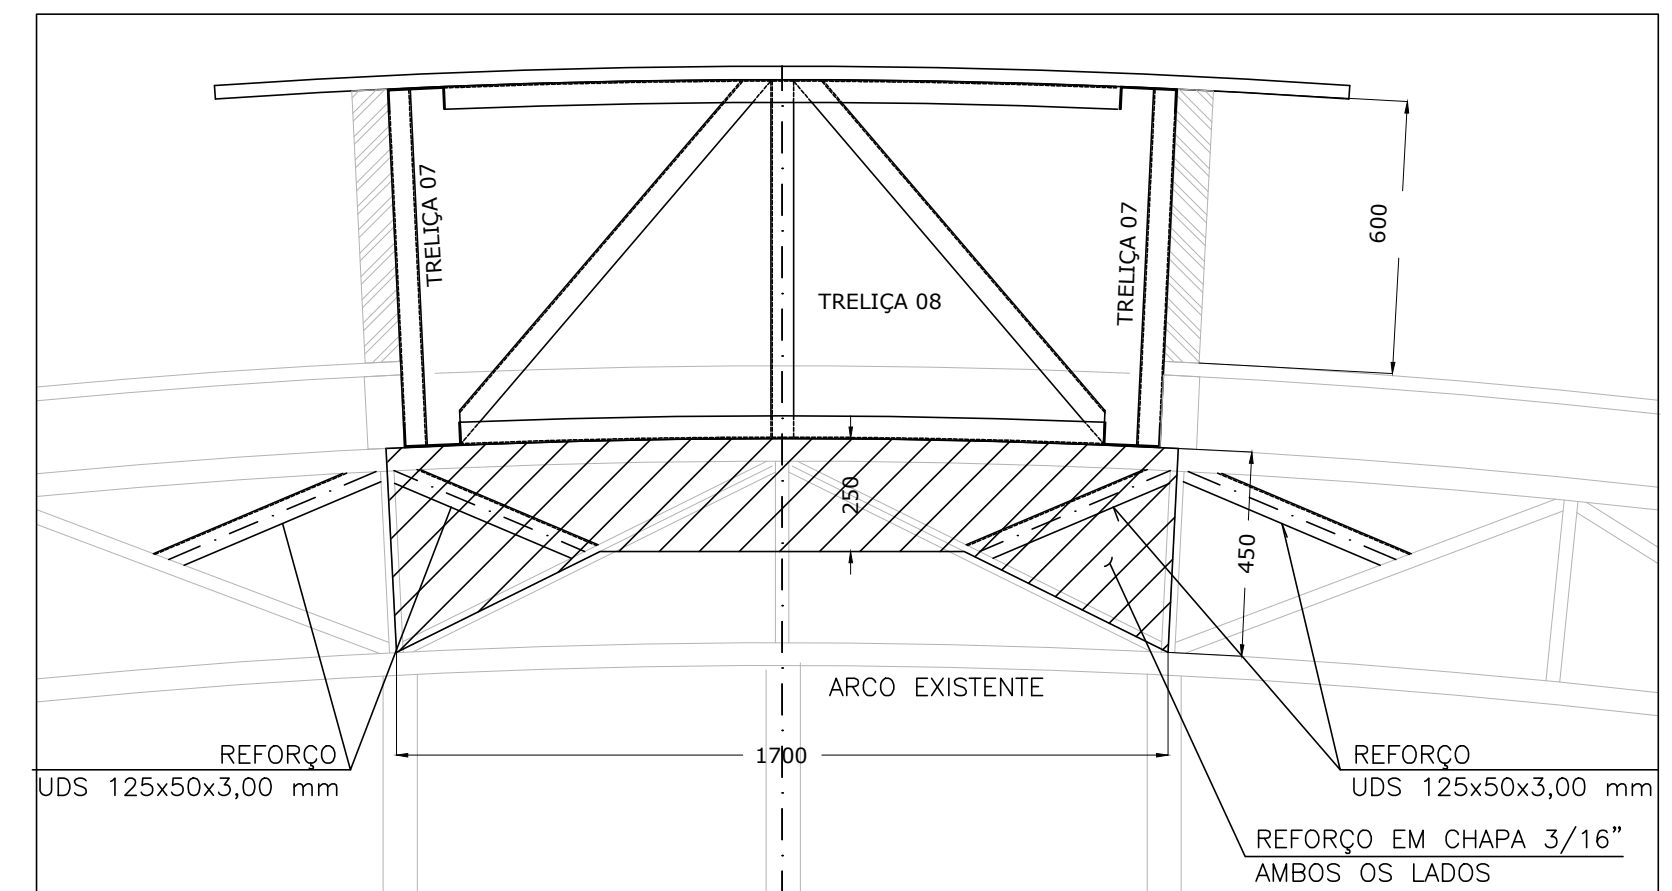 TRELIÇA 07
TRELIÇA 07
600
TRELIÇA 08
250
450
ARCO EXISTENTE
1700
REFORÇO
UDS 125x50x3,00 mm
REFORÇO
UDS 125x50x3,00 mm
REFORÇO EM CHAPA 3/16”
AMBOS OS LADOS